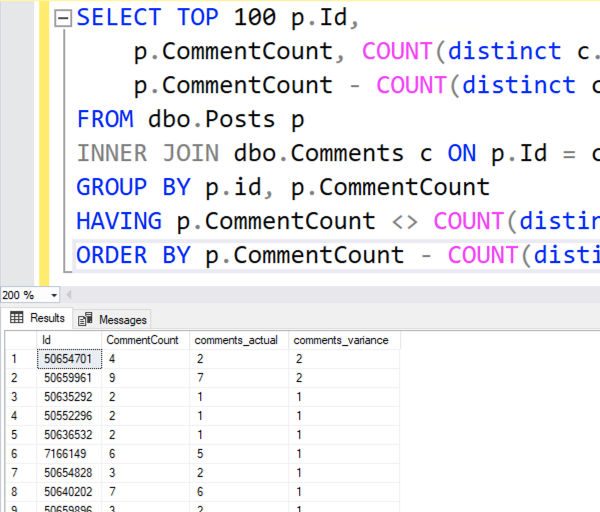 SELECT TOP 100 p.Id,
p.CommentCount, COUNT(distinct c.
p.CommentCount - COUNT(distinct c
FROM dbo.Posts p
INNER JOIN dbo.Comments c ON p.Id = c
GROUP BY p.id, p.CommentCount
HAVING p.CommentCount <> COUNT(distin
ORDER BY p.CommentCount - COUNT(disti
200 %
Results Messages
Id CommentCount comments_actual comments_variance
1 50654701 4 2 2
2 50659961 9 7 2
3 50635292 2 1 1
4 50552296 2 1 1
5 50636532 2 1 1
6 7166149 6 5 1
7 50654828 3 2 1
8 50640202 7 6 1
9 50659896 3 2 1